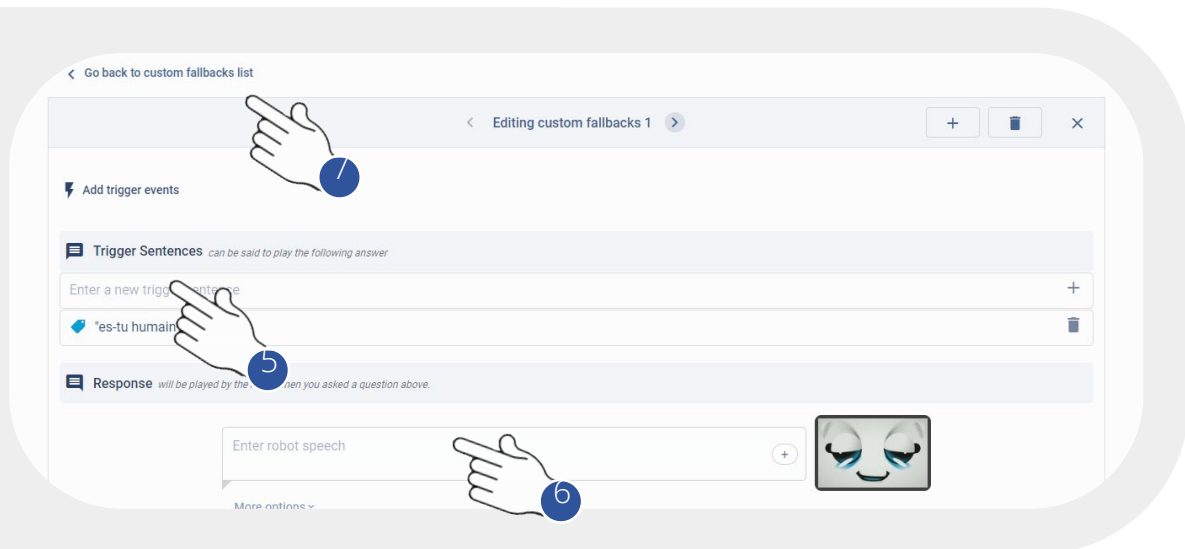 Go back to custom fallbacks list
Editing custom fallbacks 1
7
Add trigger events
Trigger Sentences can be said to play the following answer
Enter a new
"es-tu humain
5
Response will be played by the you asked a question above.
Enter robot speech
6
More options